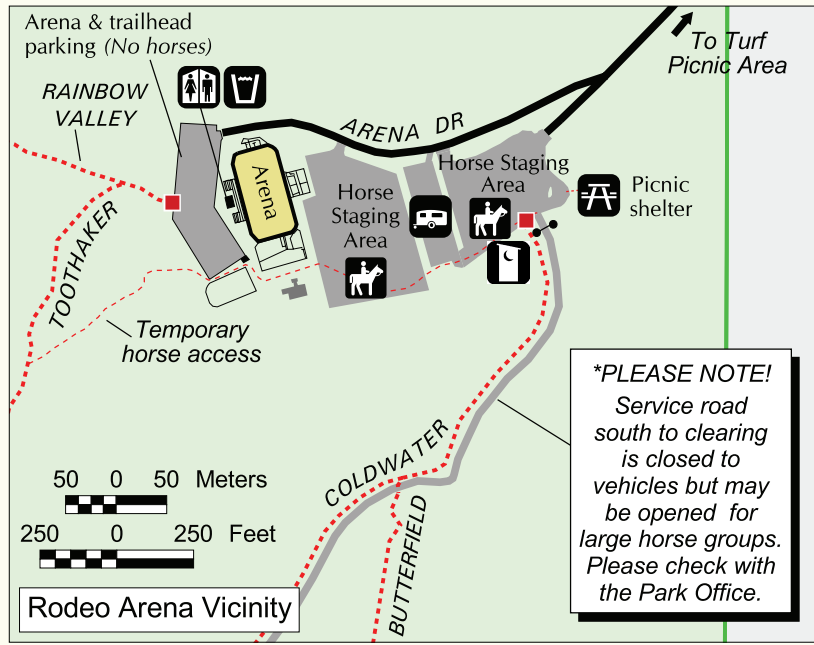 Arena & trailhead
parking (No horses)
To Turf
Picnic Area
RAINBOW
VALLEY
ARENA DR
Arena
Horse Staging
Area
Horse
Staging
Area
Picnic
shelter
TOOTHAKER
Temporary
horse access
*PLEASE NOTE!
Service road
south to clearing
is closed to
vehicles but may
be opened for
large horse groups.
Please check with
the Park Office.
COLDWATER
BUTTERFIELD
50 0 50 Meters
250 0 250 Feet
Rodeo Arena Vicinity